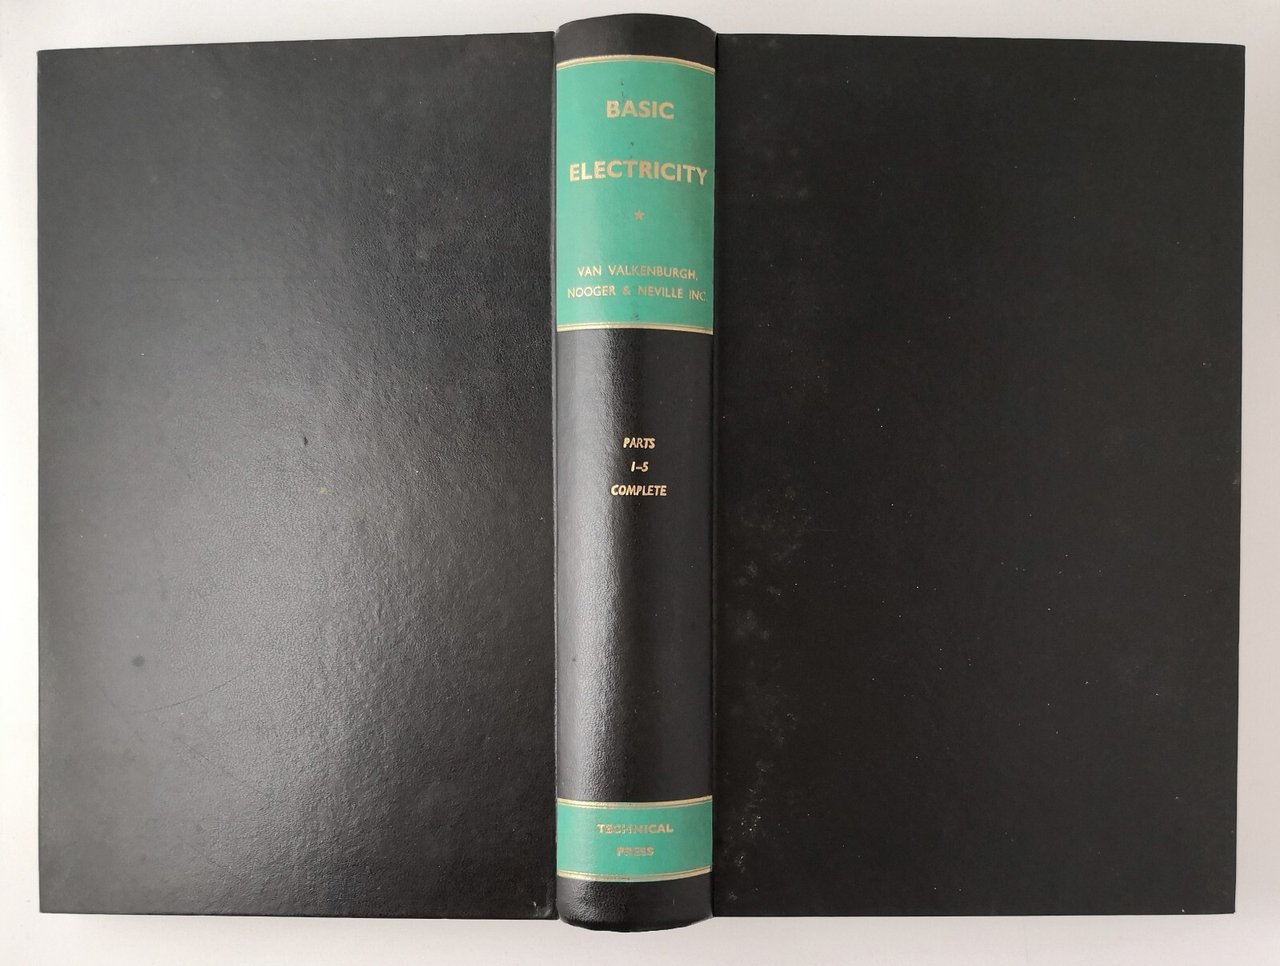 BASIC
ELECTRICITY
VAN VALKENBURGH,
NOOGER & NEVILLE INC.
PARTS
1-5
COMPLETE
TECHNICAL
PRESS